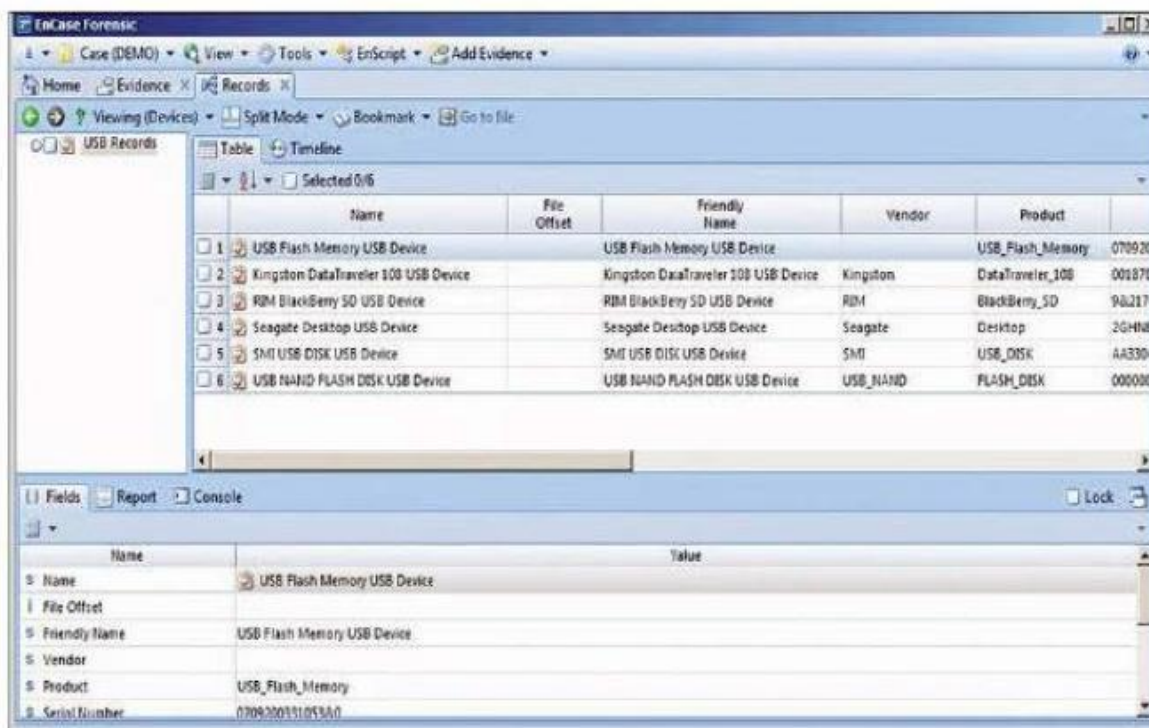 EnCase Forensic
Case (DEMO) View Tools EnScript Add Evidence
Home Evidence Records
Viewing (Devices) Split Mode Bookmark Go to file
USB Records
Table Timeline
Selected 0/6
Name File Offset Friendly Name Vendor Product
1 USB Flash Memory USB Device USB Flash Memory USB Device USB_Flash_Memory 070920
2 Kingston DataTraveler 108 USB Device Kingston DataTraveler 108 USB Device Kingston DataTraveler_108 001870
3 RIM BlackBerry SD USB Device RIM BlackBerry SD USB Device RIM BlackBerry_SD
4 Seagate Desktop USB Device Seagate Desktop USB Device Seagate Desktop
5 SMI USB DISK USB Device SMI USB DISK USB Device SMI USB_DISK AA330
6 USB NAND FLASH DISK USB Device USB NAND FLASH DISK USB Device USB_NAND FLASH_DISK 000000
Fields Report Console Lock
Name Value
S Name USB Flash Memory USB Device
I File Offset
S Friendly Name USB Flash Memory USB Device
S Vendor
S Product USB_Flash_Memory
S Serial Number